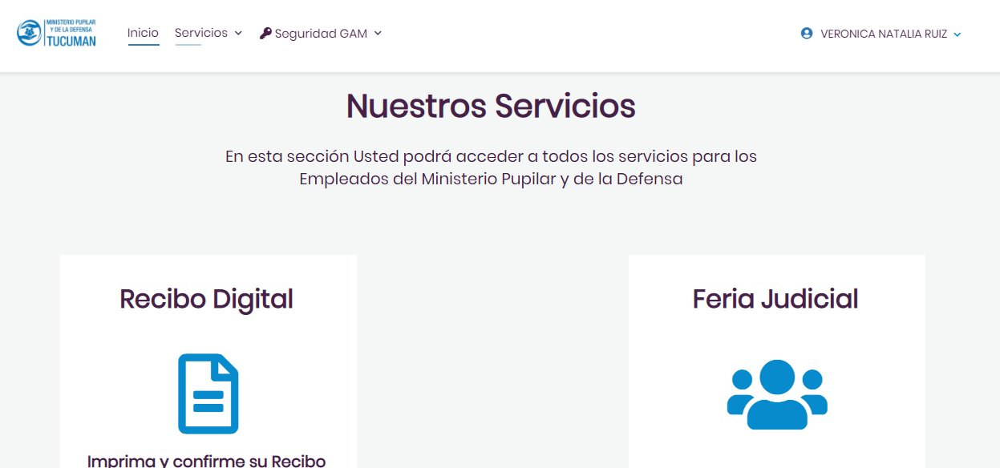 MINISTERIO PUPILAR
Y DE LA DEFENSA
TUCUMAN
Inicio
Servicios
Seguridad GAM
VERONICA NATALIA RUIZ
Nuestros Servicios
En esta sección Usted podrá acceder a todos los servicios para los
Empleados del Ministerio Pupilar y de la Defensa
Recibo Digital
Feria Judicial
Imprima y confirme su Recibo